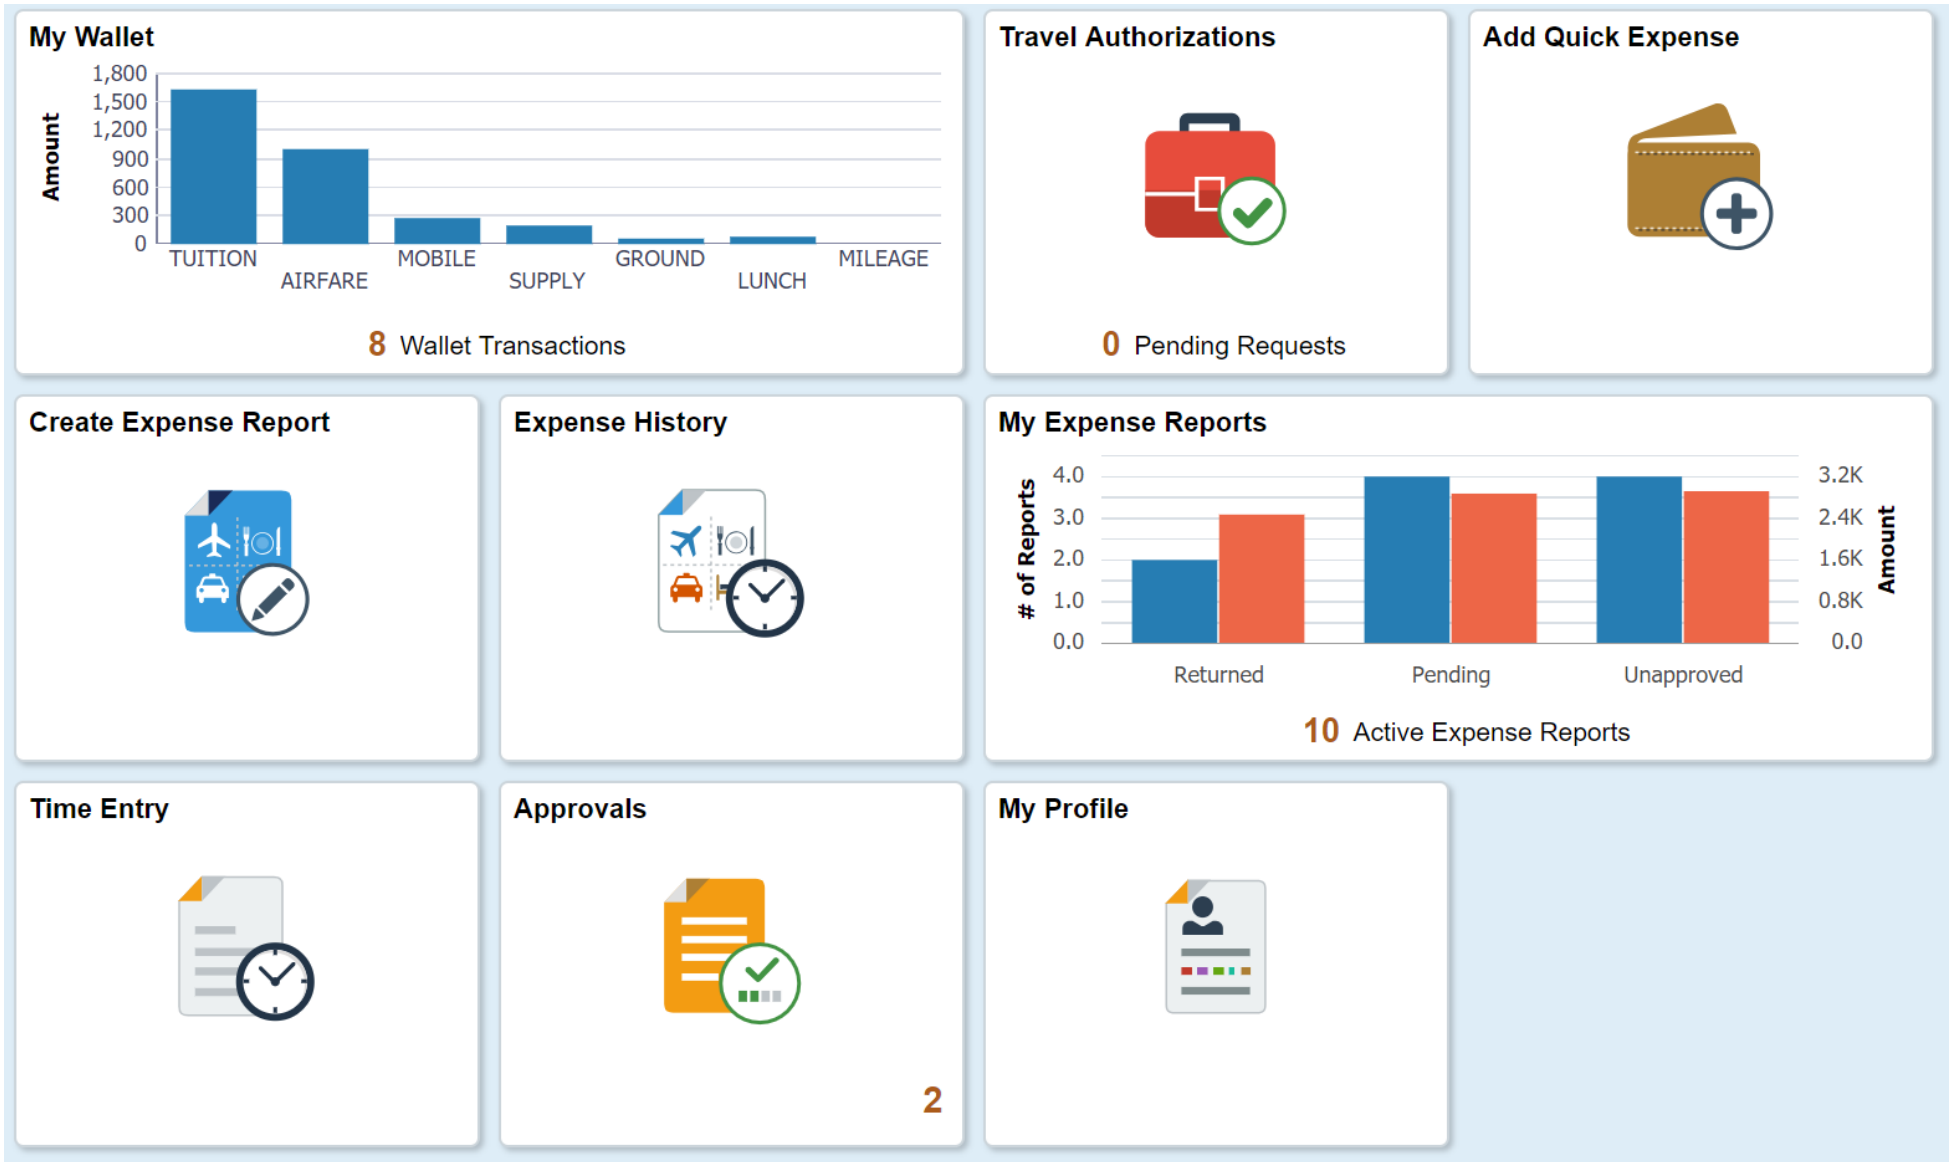 My Wallet
Amount
1,800
1,500
1,200
900
600
300
0
TUITION
AIRFARE
MOBILE
SUPPLY
GROUND
LUNCH
MILEAGE
8 Wallet Transactions
Travel Authorizations
0 Pending Requests
Add Quick Expense
Create Expense Report
Expense History
My Expense Reports
# of Reports
4.0
3.0
2.0
1.0
0.0
3.2K
2.4K
1.6K
0.8K
0.0
Amount
Returned
Pending
Unapproved
10 Active Expense Reports
Time Entry
Approvals
2
My Profile